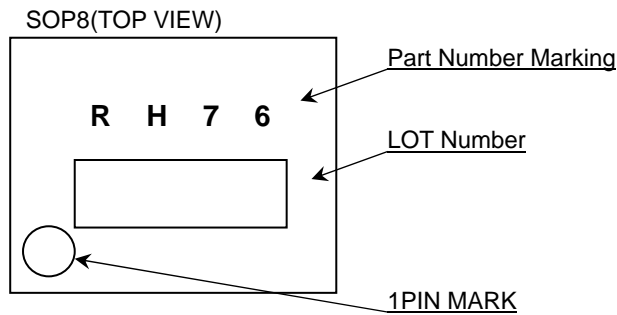 SOP8(TOP VIEW)
Part Number Marking
R H 7 6
LOT Number
1PIN MARK